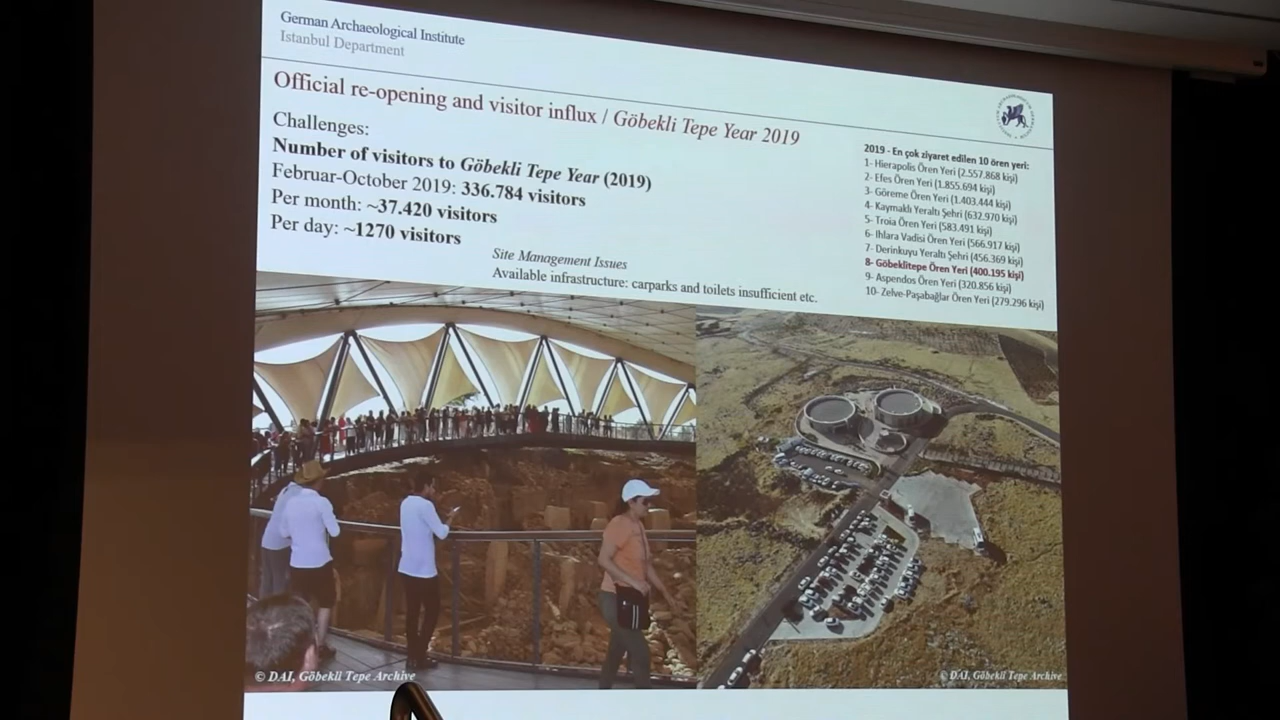 German Archaeological Institute
Istanbul Department
Official re-opening and visitor influx / Göbekli Tepe Year 2019
Challenges:
Number of visitors to Göbekli Tepe Year (2019)
Februar-October 2019: 336.784 visitors
Per month: ~37.420 visitors
Per day: ~1270 visitors
Site Management Issues
Available infrastructure: carparks and toilets insufficient etc.
2019 - En çok ziyaret edilen 10 ören yeri:
1- Hierapolis Ören Yeri (2.557.868 kişi)
2- Efes Ören Yeri (1.855.694 kişi)
3- Göreme Ören Yeri (1.403.444 kişi)
4- Kaymaklı Yeraltı Şehri (632.970 kişi)
5- Troia Ören Yeri (583.491 kişi)
6- Ihlara Vadisi Ören Yeri (566.917 kişi)
7- Derinkuyu Yeraltı Şehri (456.369 kişi)
8- Göbeklitepe Ören Yeri (400.195 kişi)
9- Aspendos Ören Yeri (320.856 kişi)
10- Zelve-Paşabağlar Ören Yeri (279.296 kişi)
© DAI, Göbekli Tepe Archive
© DAI, Göbekli Tepe Archive